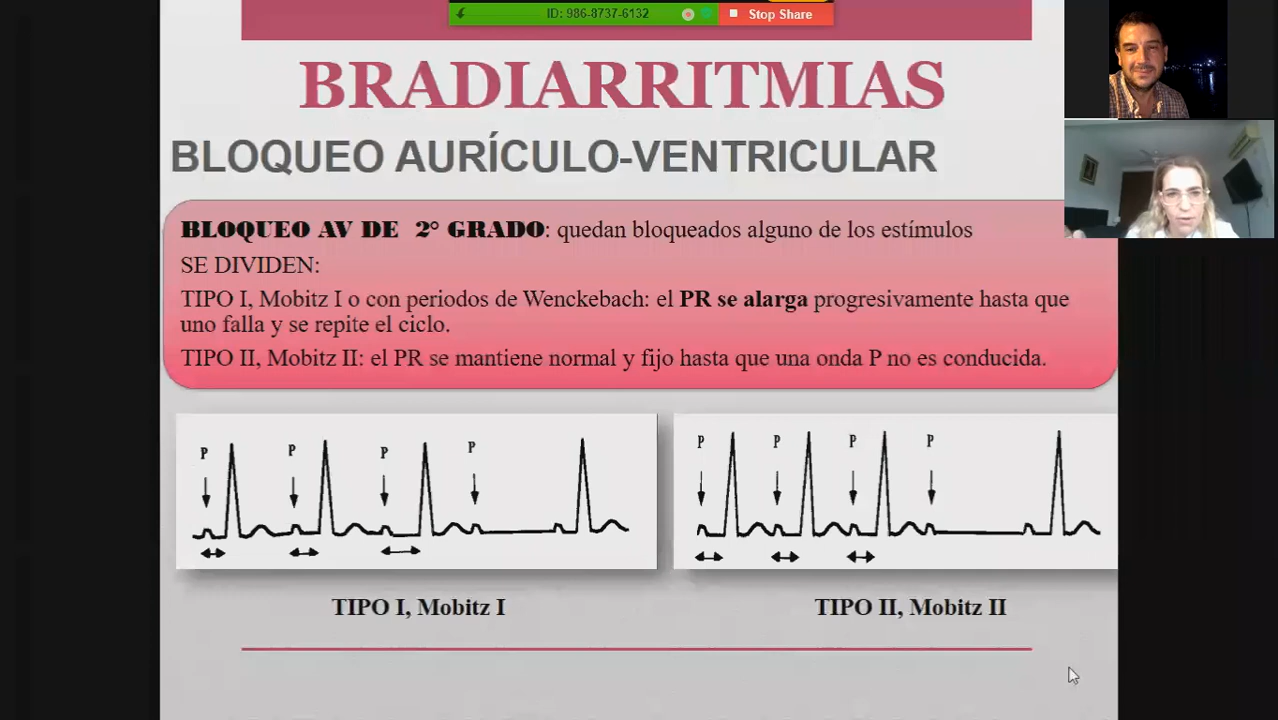 ID: 986-8737-6132
Stop Share
BRADIARRITMIAS
BLOQUEO AURÍCULO-VENTRICULAR
BLOQUEO AV DE 2° GRADO: quedan bloqueados alguno de los estímulos
SE DIVIDEN:
TIPO I, Mobitz I o con periodos de Wenckebach: el PR se alarga progresivamente hasta que
uno falla y se repite el ciclo.
TIPO II, Mobitz II: el PR se mantiene normal y fijo hasta que una onda P no es conducida.
P P P P
P P P P
TIPO I, Mobitz I
TIPO II, Mobitz II